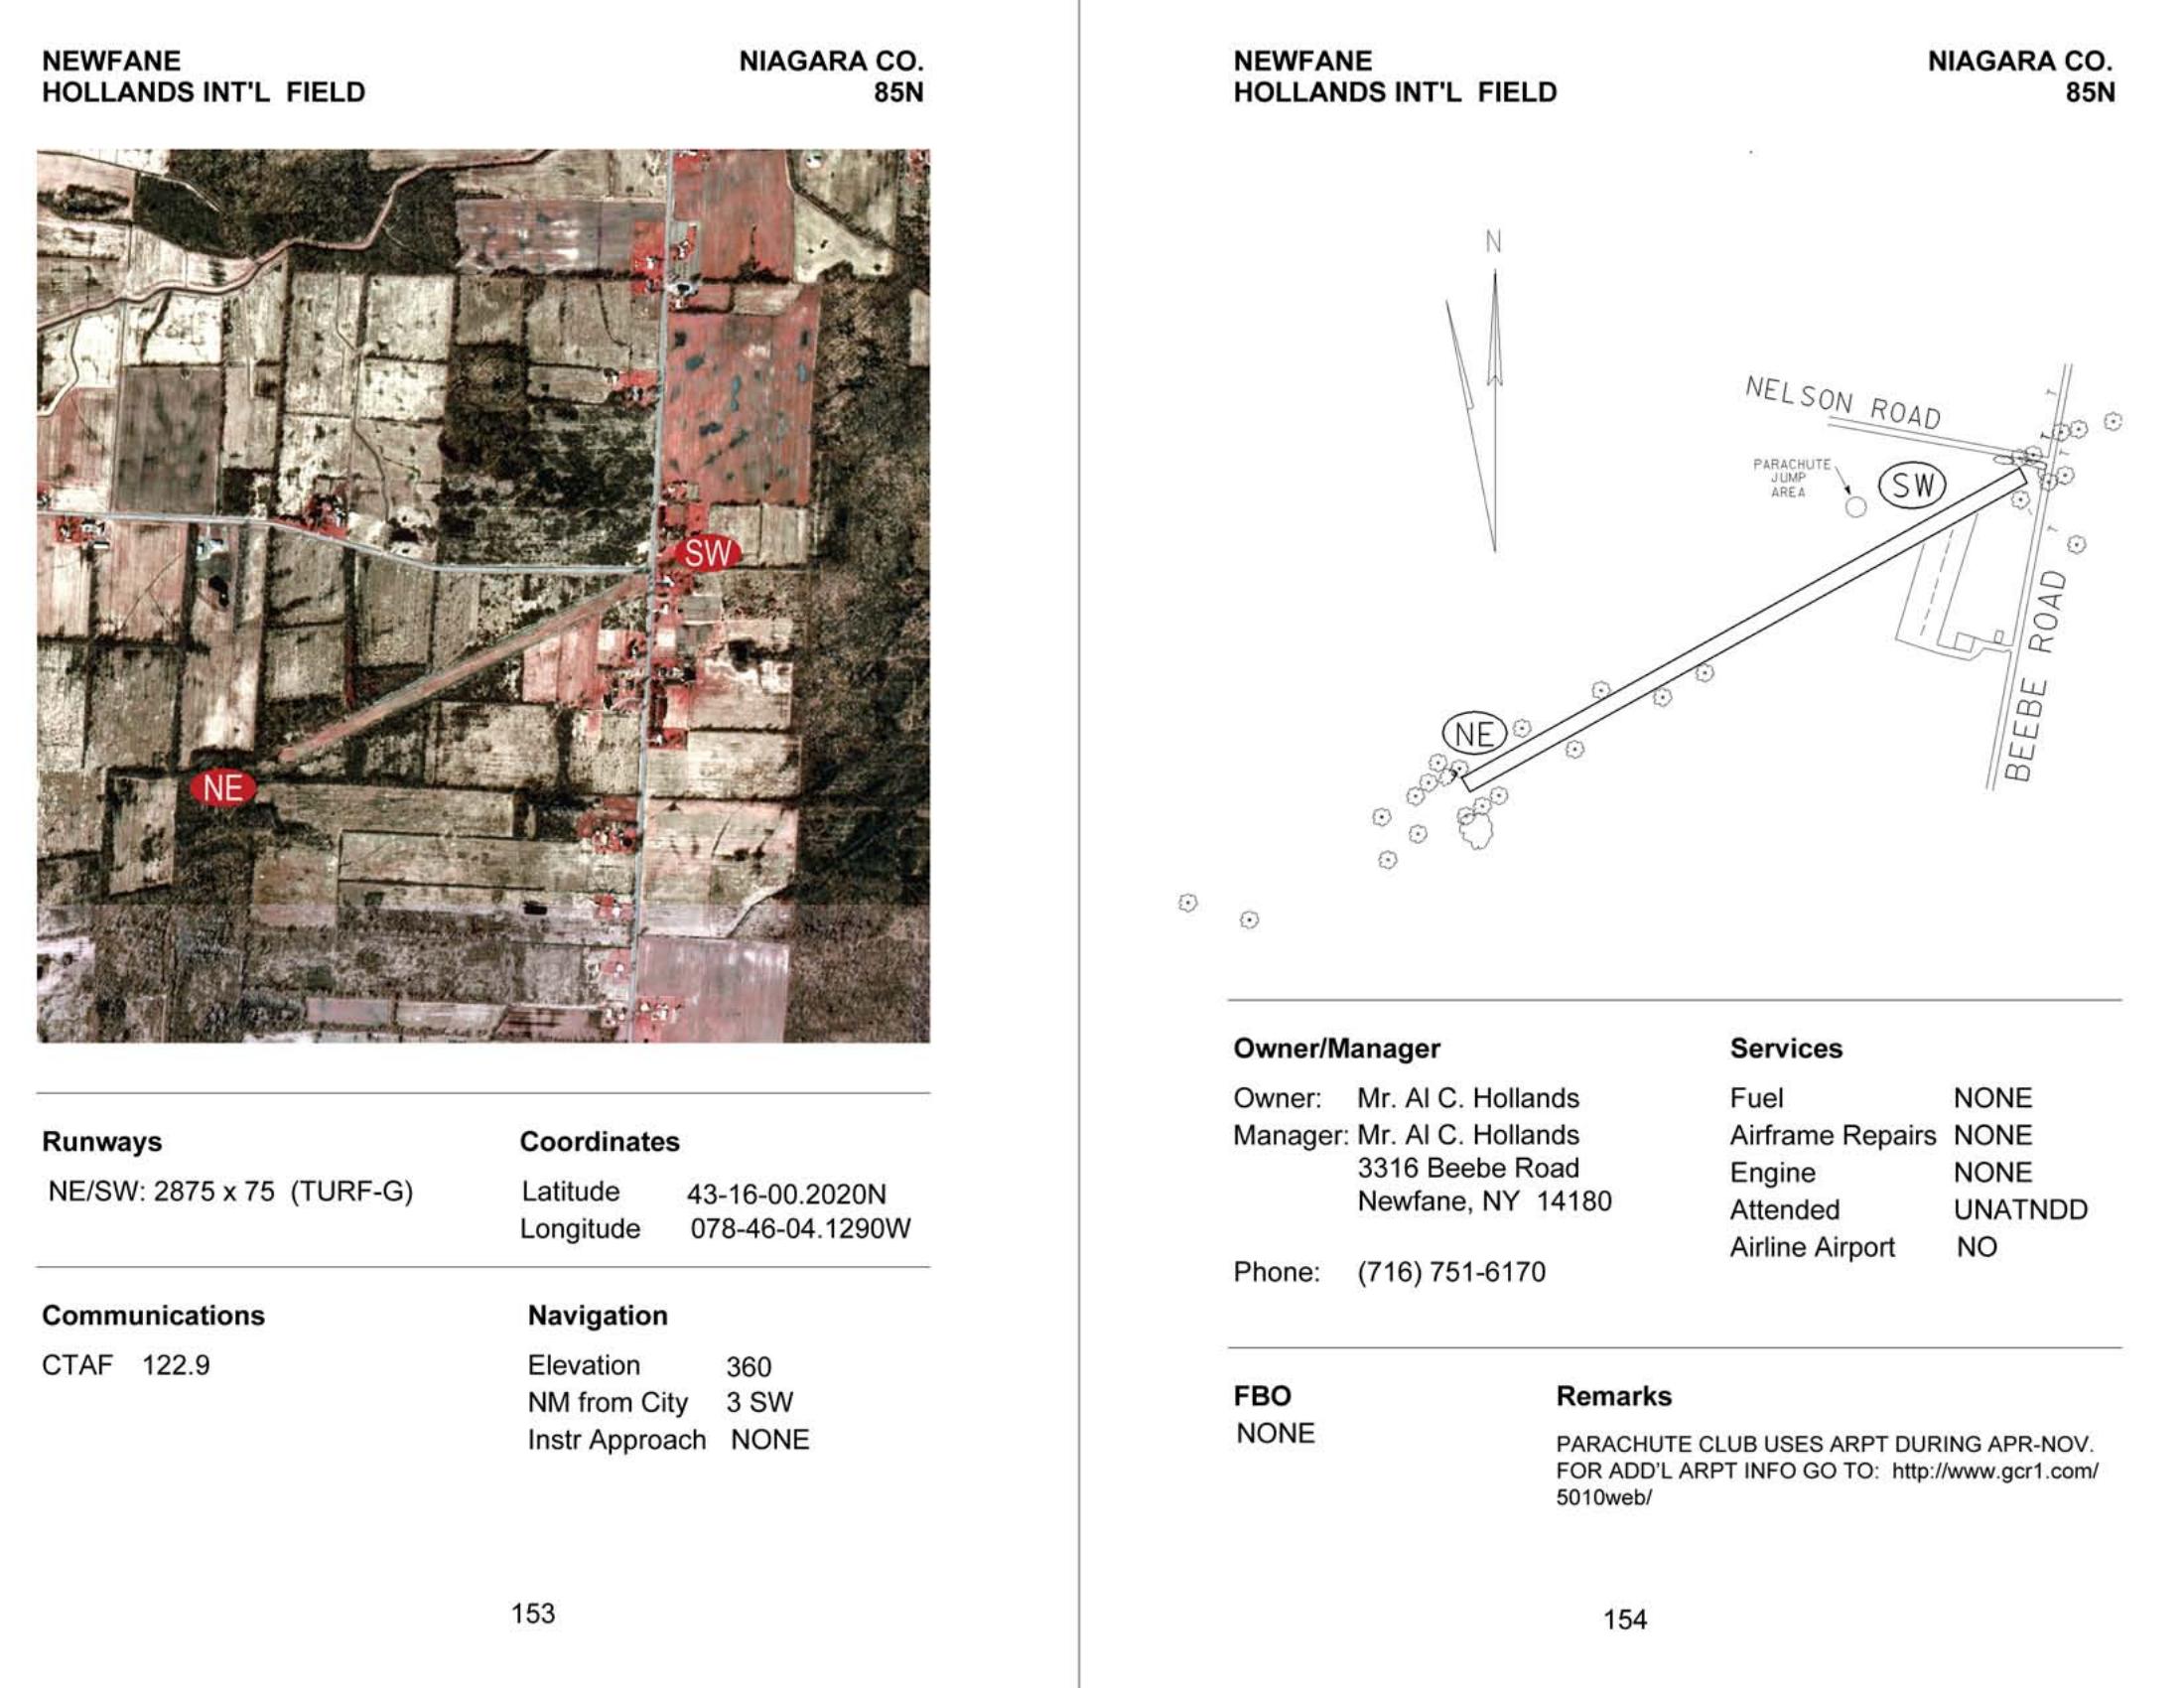 NEWFANE
NIAGARA CO.
HOLLANDS INT'L FIELD
85N
SW
NE
Runways
NE/SW: 2875 x 75 (TURF-G)
Coordinates
Latitude 43-16-00.2020N
Longitude 078-46-04.1290W
Communications
CTAF 122.9
Navigation
Elevation 360
NM from City 3 SW
Instr Approach NONE
153
NEWFANE
NIAGARA CO.
HOLLANDS INT'L FIELD
85N
N
NELSON ROAD
PARACHUTE
JUMP
AREA
SW
NE
BEEBE ROAD
T
T
T
T
Owner/Manager
Owner: Mr. Al C. Hollands
Manager: Mr. Al C. Hollands
3316 Beebe Road
Newfane, NY 14180
Phone: (716) 751-6170
Services
Fuel NONE
Airframe Repairs NONE
Engine NONE
Attended UNATNDD
Airline Airport NO
FBO
NONE
Remarks
PARACHUTE CLUB USES ARPT DURING APR-NOV.
FOR ADD'L ARPT INFO GO TO: http://www.gcr1.com/
5010web/
154